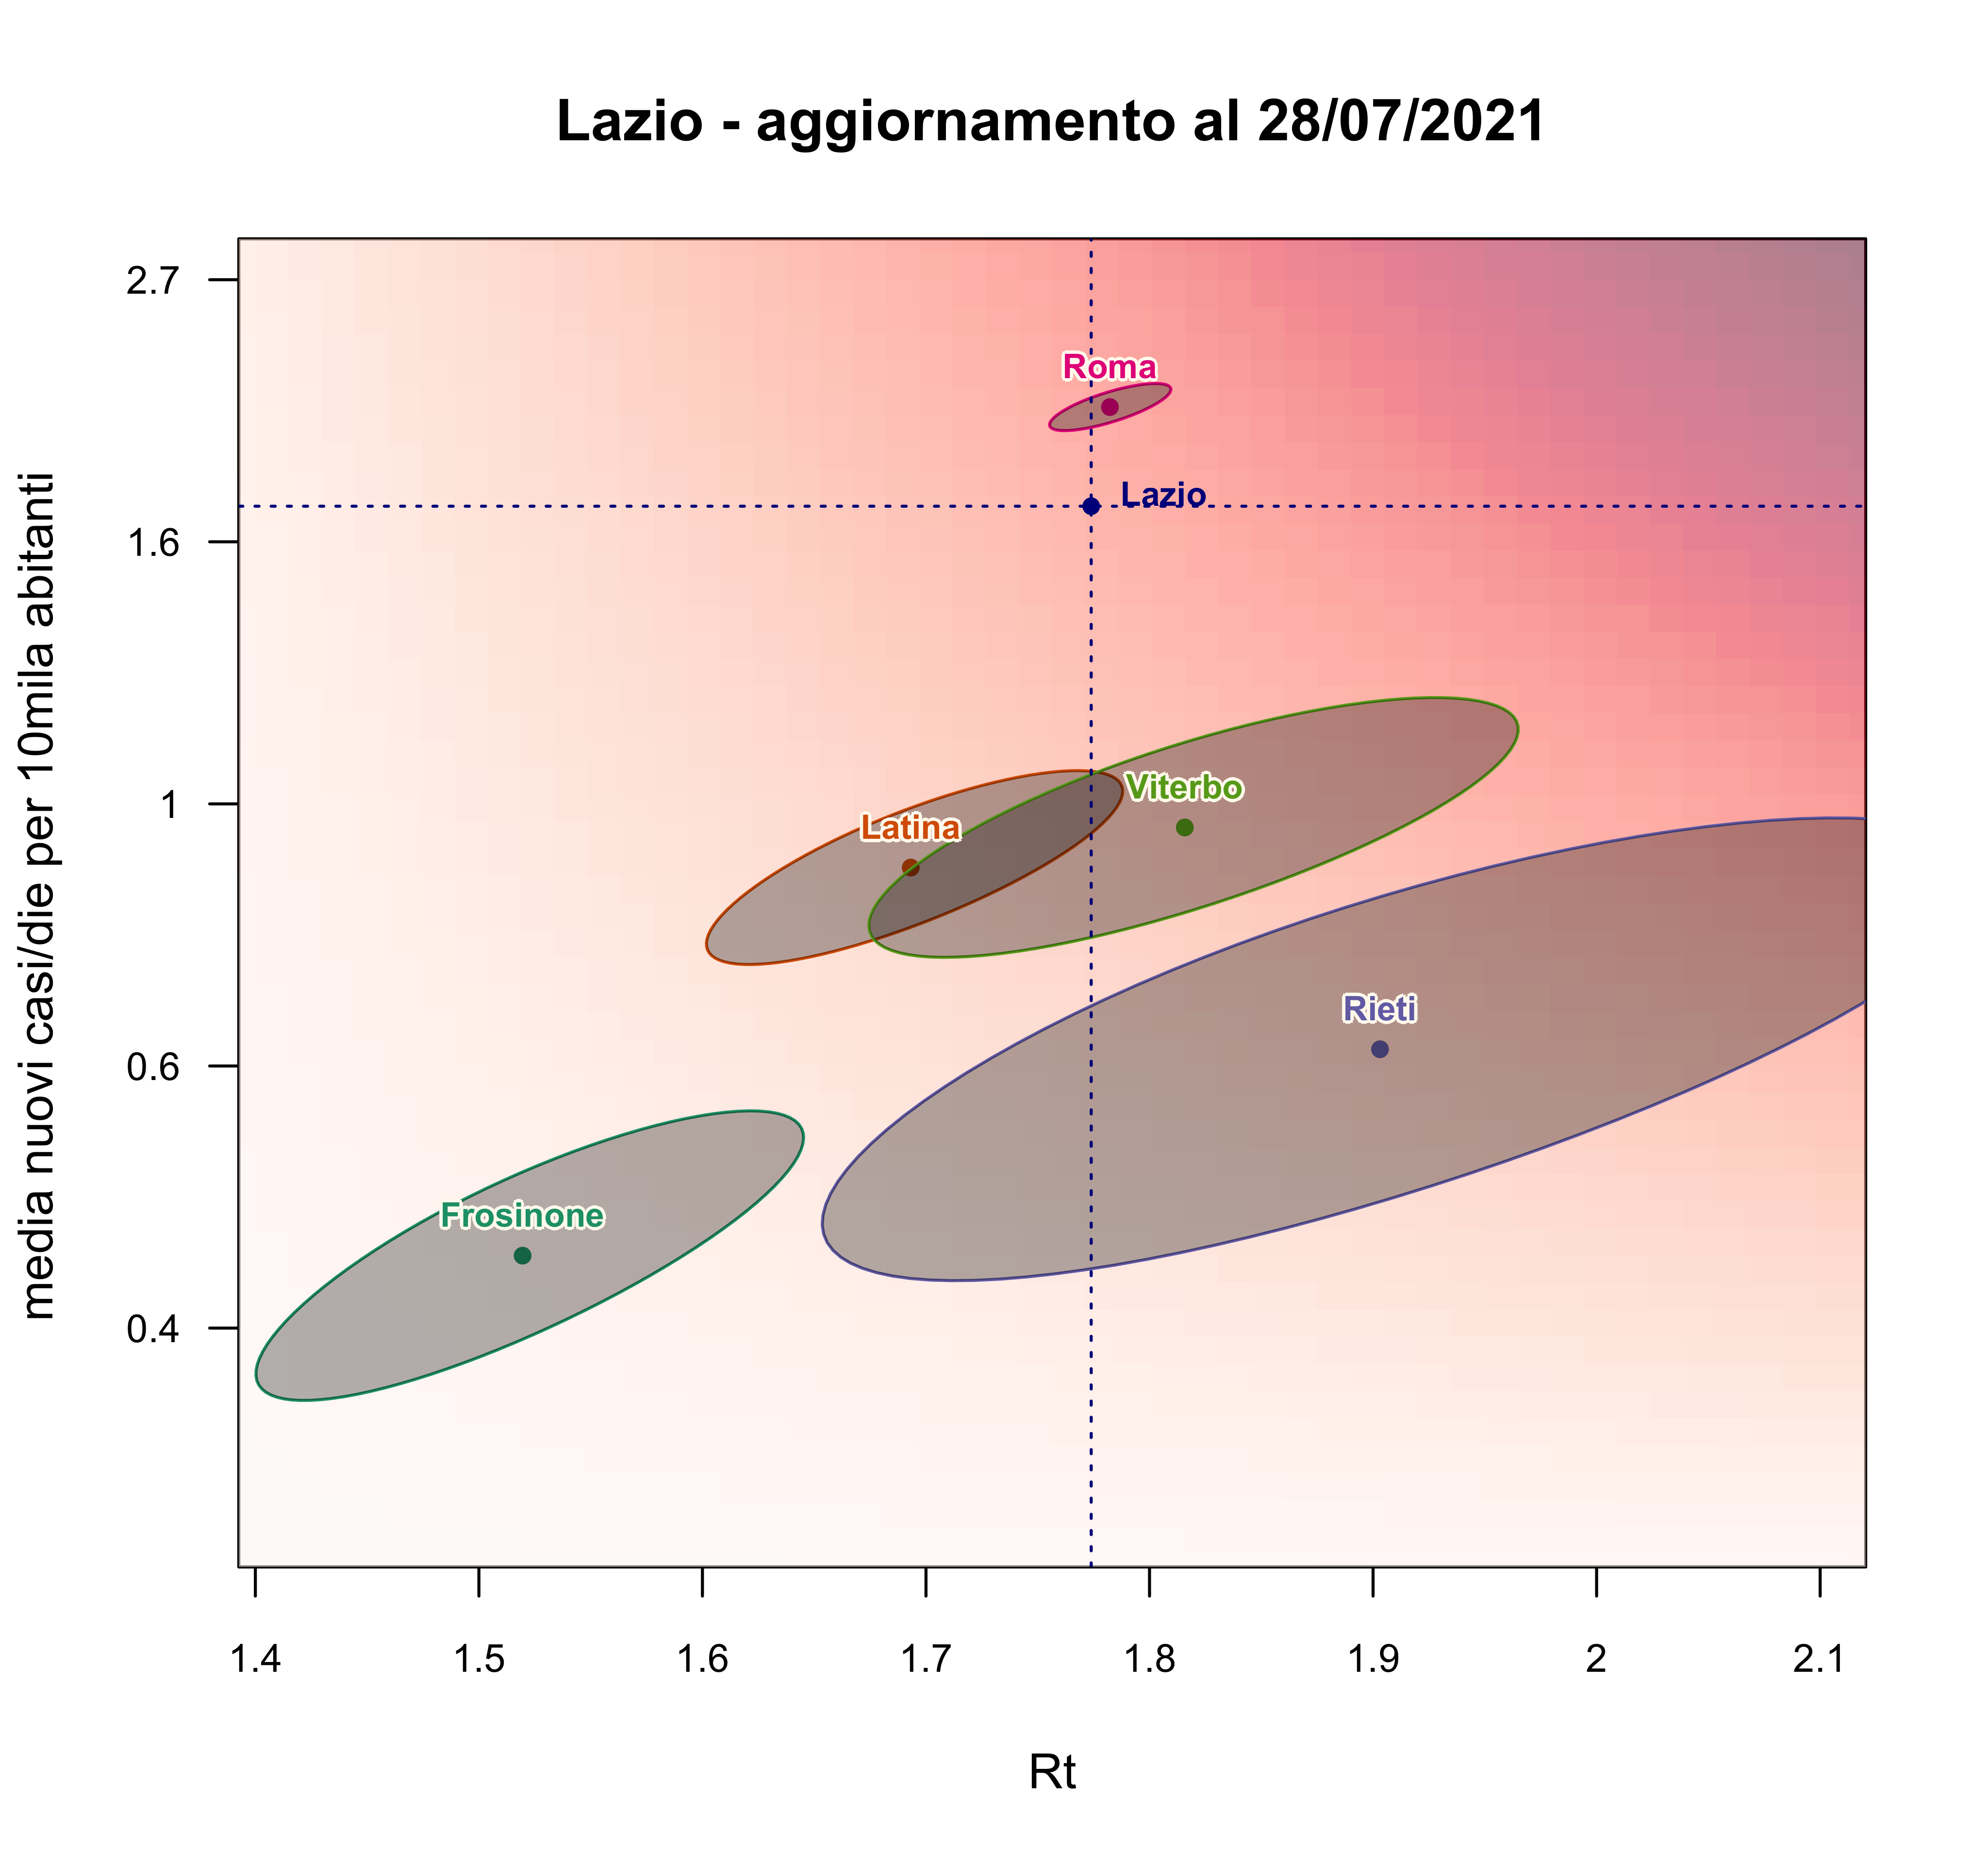 Lazio - aggiornamento al 28/07/2021
media nuovi casi/die per 10mila abitanti
2.7
1.6
1
0.6
0.4
Roma
Lazio
Viterbo
Latina
Rieti
Frosinone
1.4 1.5 1.6 1.7 1.8 1.9 2 2.1
Rt